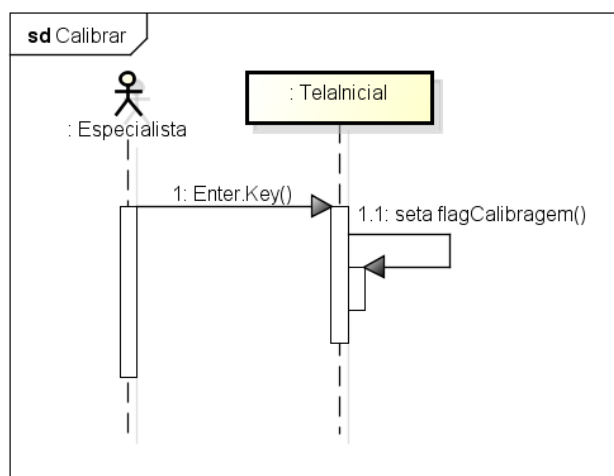 sd Calibrar
: Especialista
: TelaInicial
1: Enter.Key()
1.1: seta flagCalibragem()